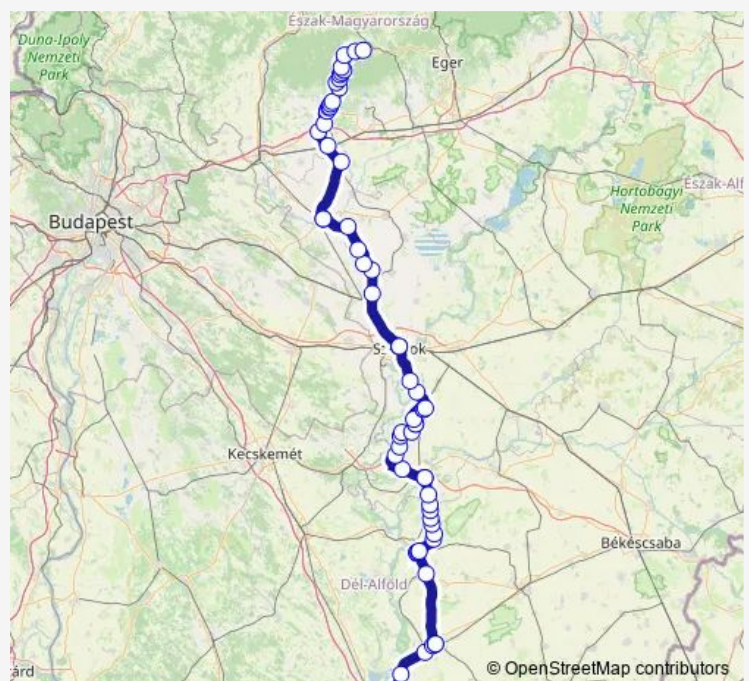 Észak-Magyarország
Duna-Ipoly
Nemzeti
Park
Eger
Észak-Alf
Hortobágyi
Nemzeti
Park
Budapest
Kecskemét
Békéscsaba
Dél-Alföld
árd
© OpenStreetMap contributors